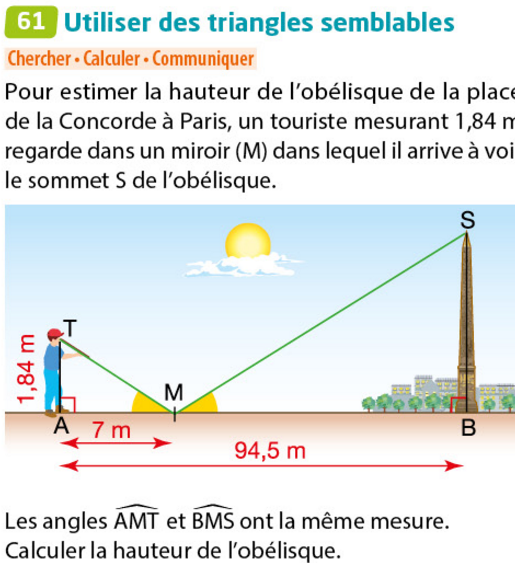 61 Utiliser des triangles semblables
Chercher • Calculer • Communiquer
Pour estimer la hauteur de l'obélisque de la place
de la Concorde à Paris, un touriste mesurant 1,84 m
regarde dans un miroir (M) dans lequel il arrive à voi
le sommet S de l'obélisque.
S
T
1,84 m
M
A
B
7 m
94,5 m
Les angles AMT et BMS ont la même mesure.
Calculer la hauteur de l'obélisque.